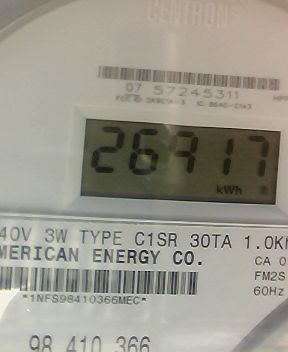 CENTRON
07 57245311
26917
kWh
40V 3W TYPE C1SR 30TA 1.0K
MERICAN ENERGY CO.
CA 0
FM2S
60Hz
*1NFS98410366MEC*
98 410 366